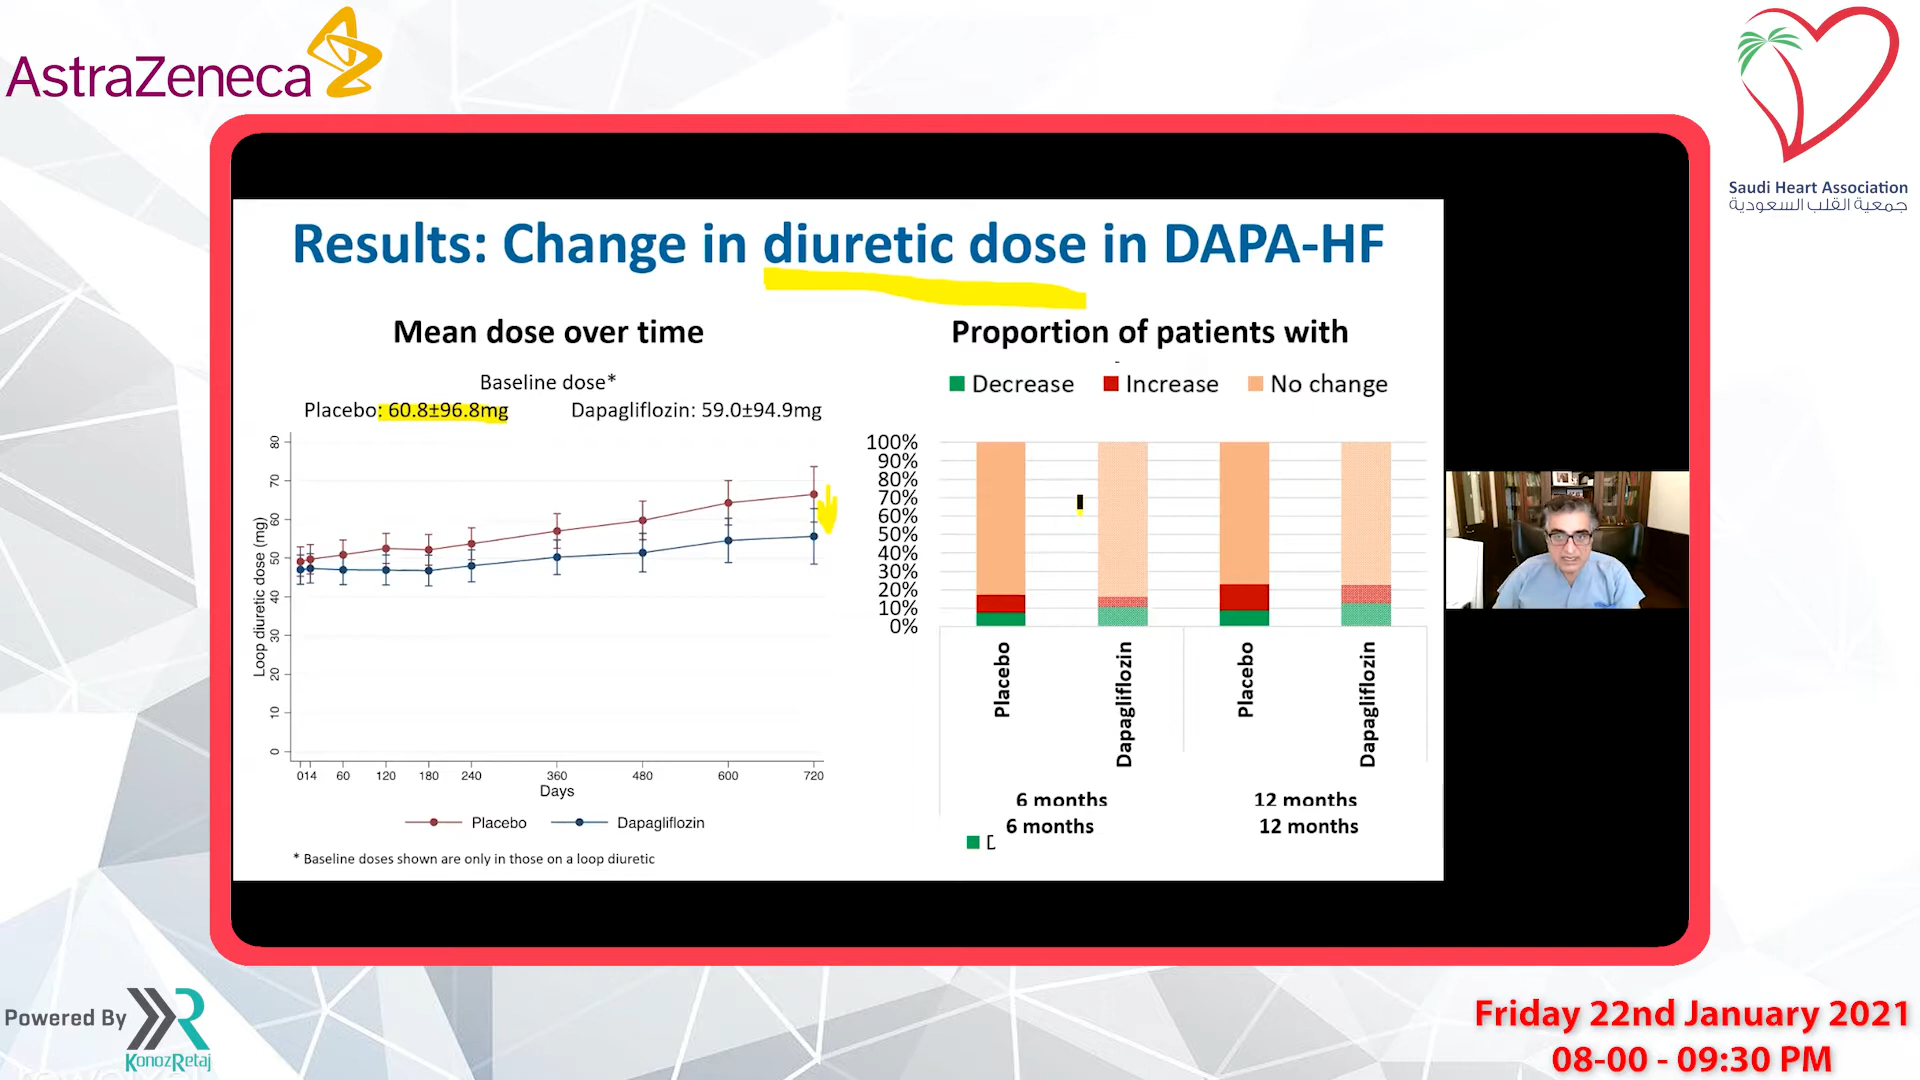 AstraZeneca
Saudi Heart Association
جمعية القلب السعودية
Results: Change in diuretic dose in DAPA-HF
Mean dose over time
Baseline dose*
Placebo: 60.8±96.8mg
Dapagliflozin: 59.0±94.9mg
80
70
60
50
40
30
20
10
0
Loop diuretic dose (mg)
0 14 60 120 180 240 360 480 600 720
Days
Placebo
Dapagliflozin
* Baseline doses shown are only in those on a loop diuretic
Proportion of patients with
Decrease
Increase
No change
100%
90%
80%
70%
60%
50%
40%
30%
20%
10%
0%
Placebo
Dapagliflozin
Placebo
Dapagliflozin
6 months
12 months
6 months
12 months
Powered By
KonozRetaj
Friday 22nd January 2021
08-00 - 09:30 PM